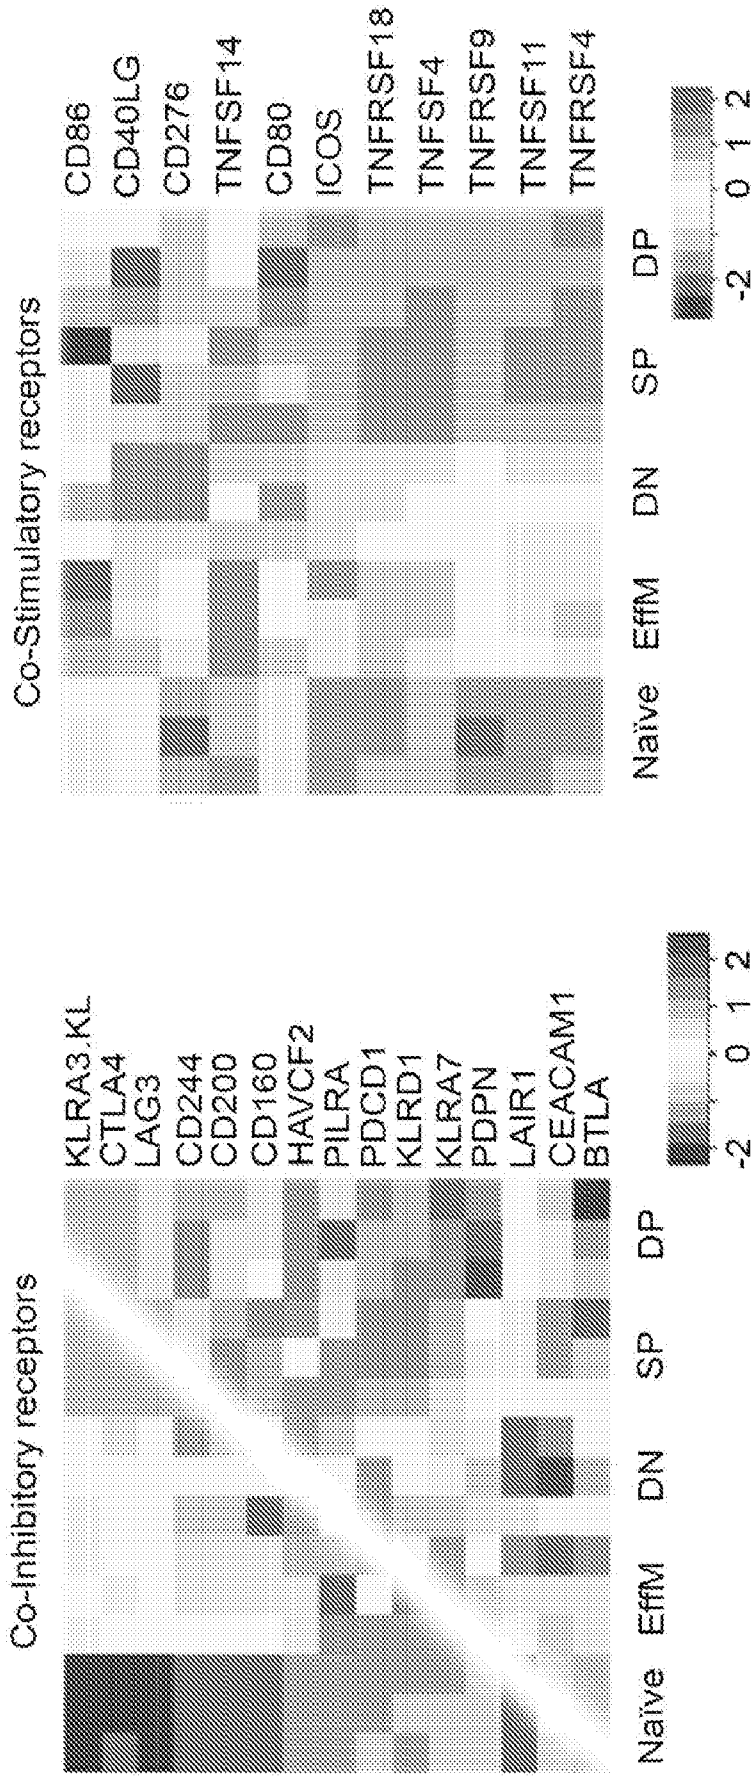 Co-Stimulatory receptors
CD86
CD40LG
CD276
TNFSF14
CD80
ICOS
TNFRSF18
TNFSF4
TNFRSF9
TNFSF11
TNFRSF4
Naïve EffM DN SP DP
-2 0 1 2
Co-Inhibitory receptors
KLRA3.KL
CTLA4
LAG3
CD244
CD200
CD160
HAVCF2
PILRA
PDCD1
KLRD1
KLRA7
PDPN
LAIR1
CEACAM1
BTLA
Naïve EffM DN SP DP
-2 0 1 2